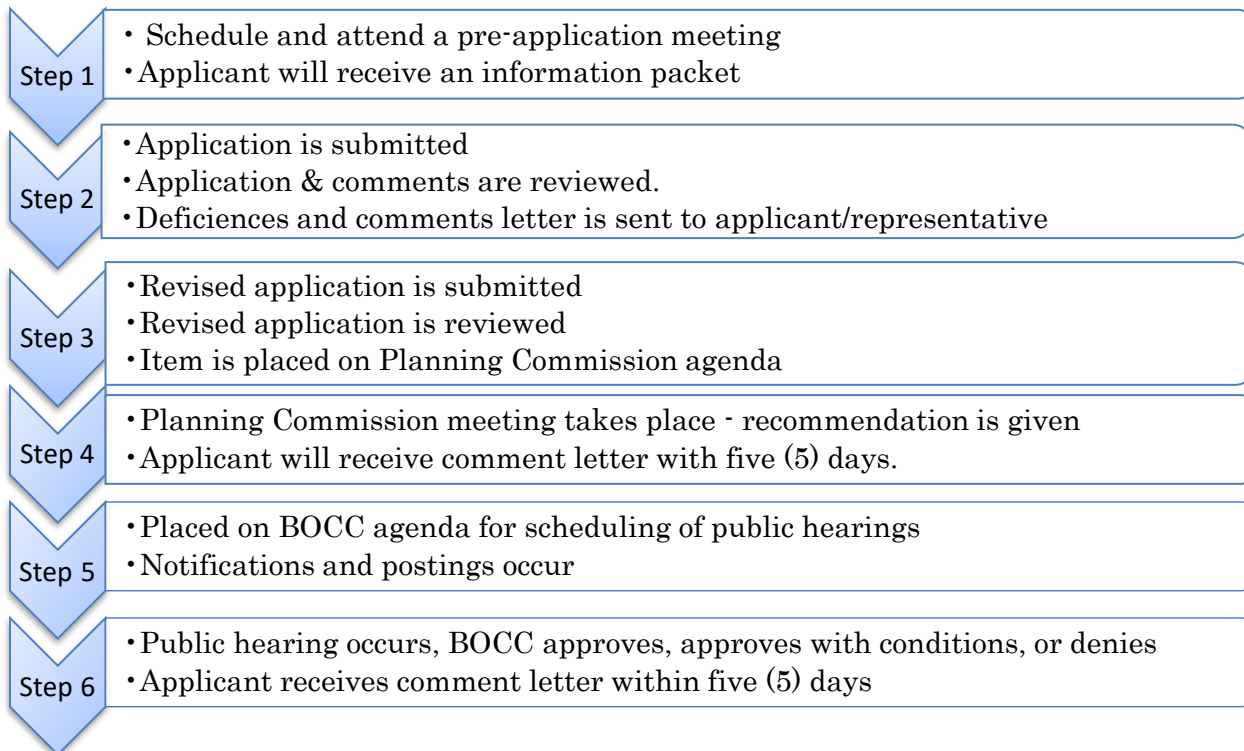 Step 1
• Schedule and attend a pre-application meeting
•Applicant will receive an information packet
Step 2
•Application is submitted
•Application & comments are reviewed.
•Deficiences and comments letter is sent to applicant/representative
Step 3
•Revised application is submitted
•Revised application is reviewed
•Item is placed on Planning Commission agenda
Step 4
•Planning Commission meeting takes place - recommendation is given
•Applicant will receive comment letter with five (5) days.
Step 5
•Placed on BOCC agenda for scheduling of public hearings
•Notifications and postings occur
Step 6
•Public hearing occurs, BOCC approves, approves with conditions, or denies
•Applicant receives comment letter within five (5) days